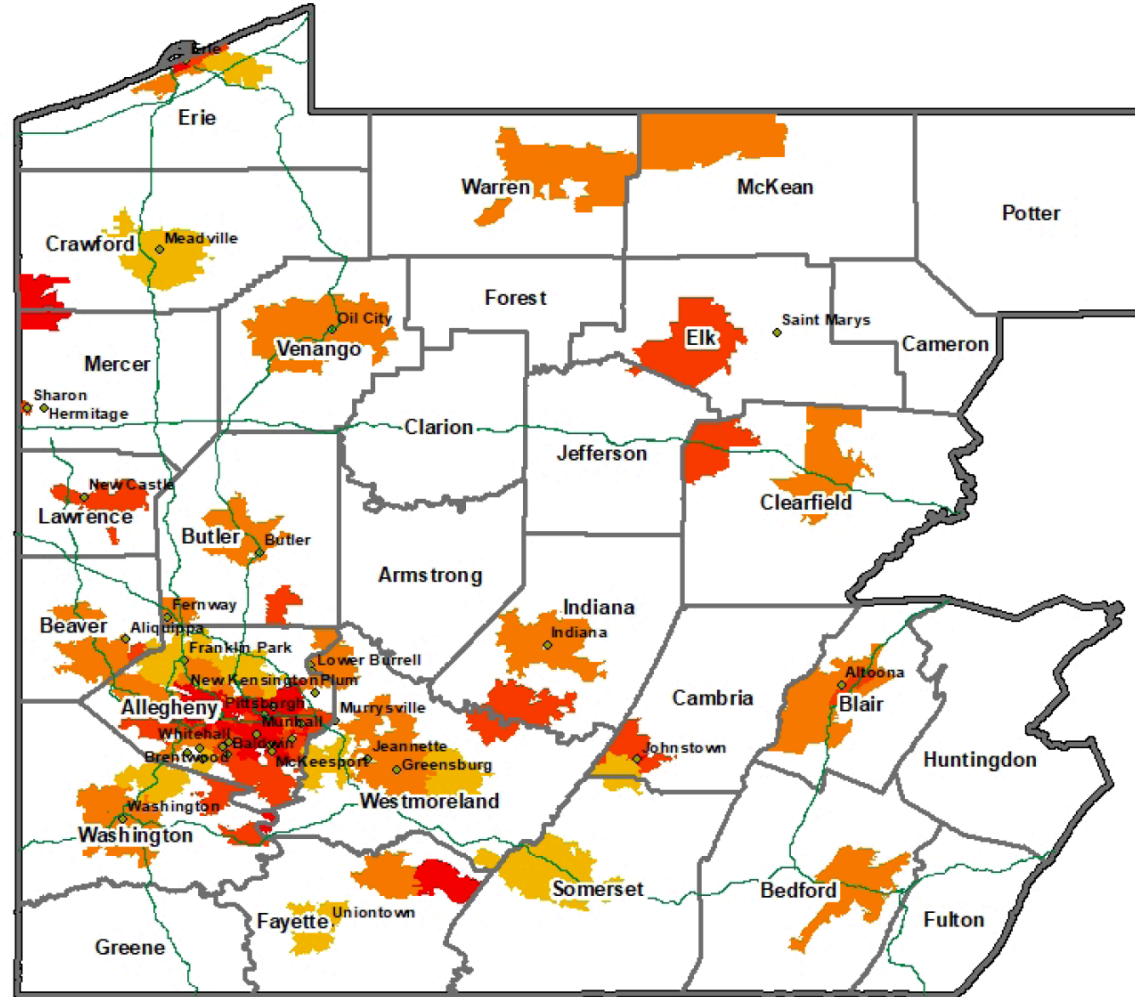 Erie
Erie
Warren
McKean
Potter
Crawford
Meadville
Forest
Oil City
Venango
Elk
Saint Marys
Cameron
Mercer
Sharon
Hermitage
Clarion
Jefferson
New Castle
Lawrence
Clearfield
Butler
Butler
Armstrong
Indiana
Indiana
Fernway
Beaver
Aliquippa
Franklin Park
Lower Burrell
New Kensington
Plum
Allegheny
Pittsburgh
Murrysville
Munhall
Whitehall
Baldwin
Brentwood
McKeesport
Jeannette
Greensburg
Westmoreland
Cambria
Johnstown
Altoona
Blair
Huntingdon
Washington
Washington
Somerset
Bedford
Fulton
Uniontown
Fayette
Greene